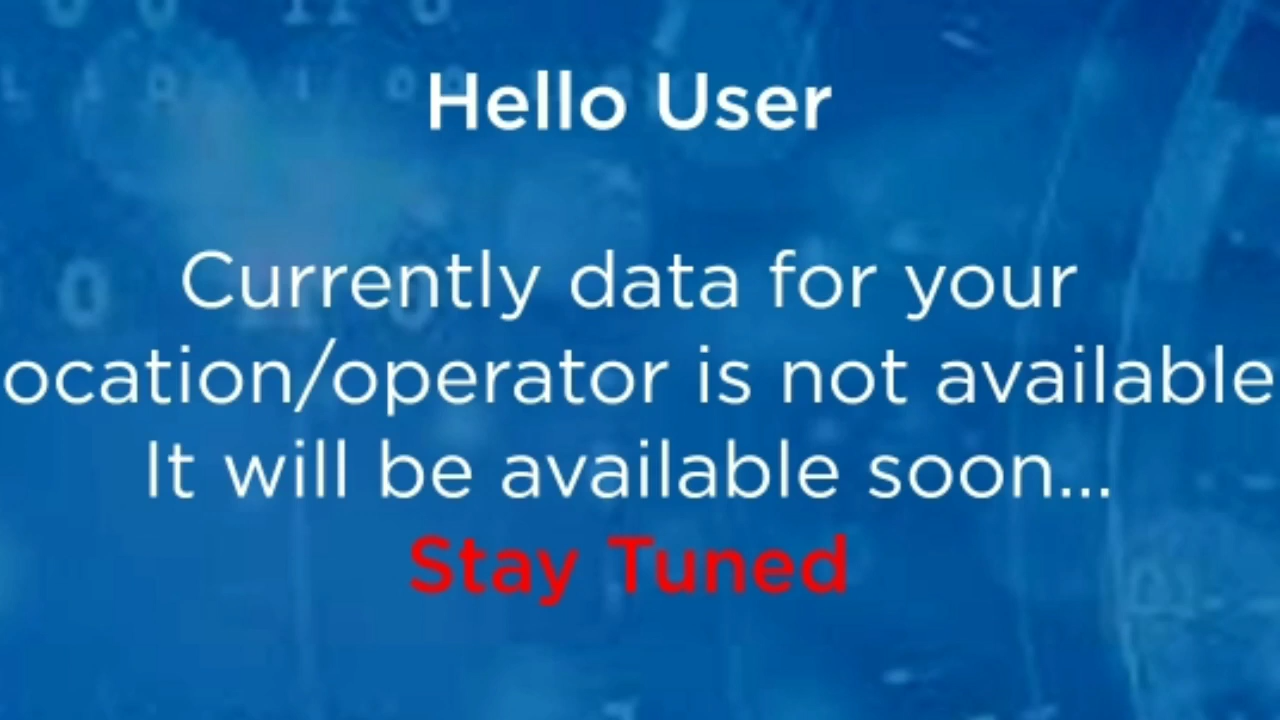 Hello User
Currently data for your
ocation/operator is not available
It will be available soon...
Stay Tuned